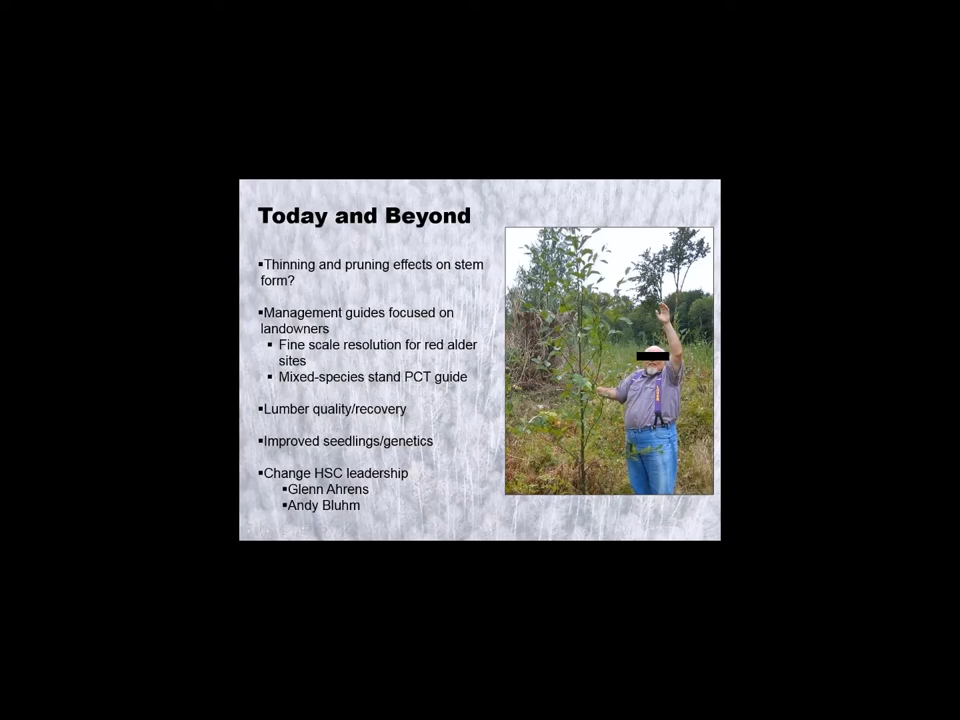 Today and Beyond
▪Thinning and pruning effects on stem
form?
▪Management guides focused on
landowners
▪ Fine scale resolution for red alder
sites
▪ Mixed-species stand PCT guide
▪Lumber quality/recovery
▪Improved seedlings/genetics
▪Change HSC leadership
▪Glenn Ahrens
▪Andy Bluhm